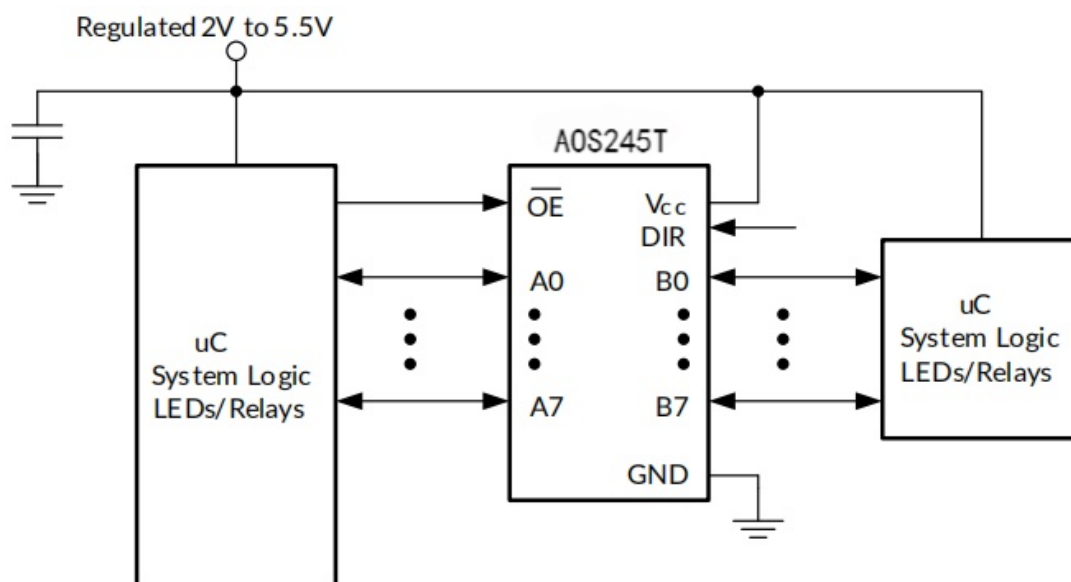 Regulated 2V to 5.5V
AOS245T
OE
Vcc
DIR
A0
B0
uC
System Logic
LEDs/Relays
uC
System Logic
LEDs/Relays
A7
B7
GND